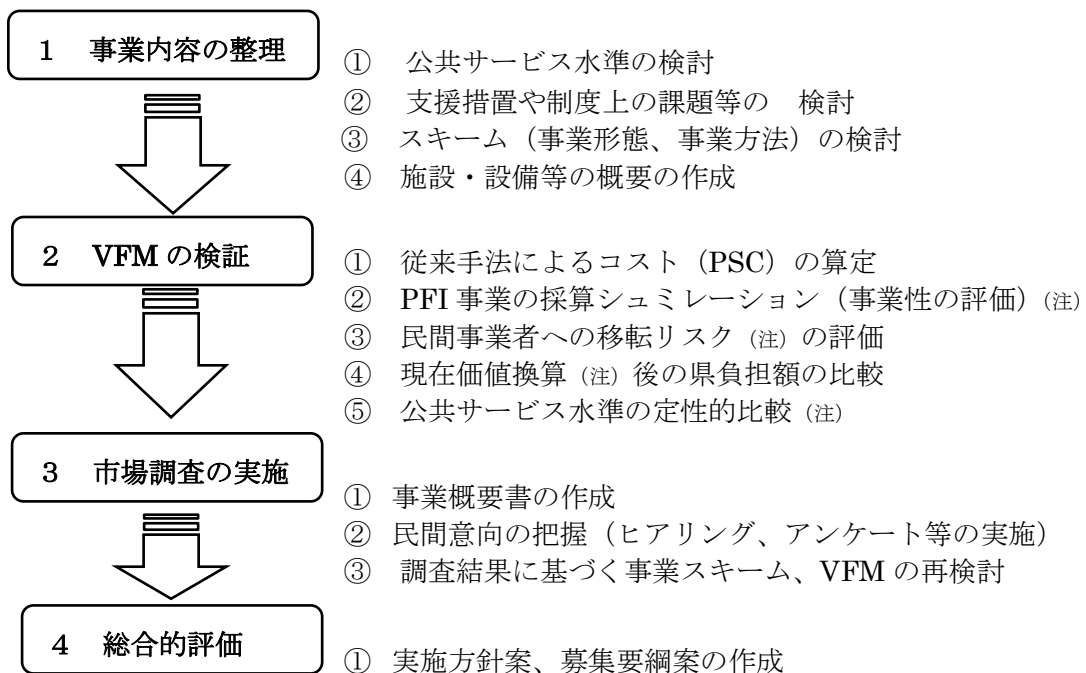 １　事業内容の整理
①　公共サービス水準の検討
②　支援措置や制度上の課題等の　検討
③　スキーム（事業形態、事業方法）の検討
④　施設・設備等の概要の作成
２　VFM の検証
①　従来手法によるコスト（PSC）の算定
②　PFI 事業の採算シュミレーション（事業性の評価）（注）
③　民間事業者への移転リスク（注）の評価
④　現在価値換算（注）後の県負担額の比較
⑤　公共サービス水準の定性的比較（注）
３　市場調査の実施
①　事業概要書の作成
②　民間意向の把握（ヒアリング、アンケート等の実施）
③　調査結果に基づく事業スキーム、VFM の再検討
４　総合的評価
①　実施方針案、募集要綱案の作成